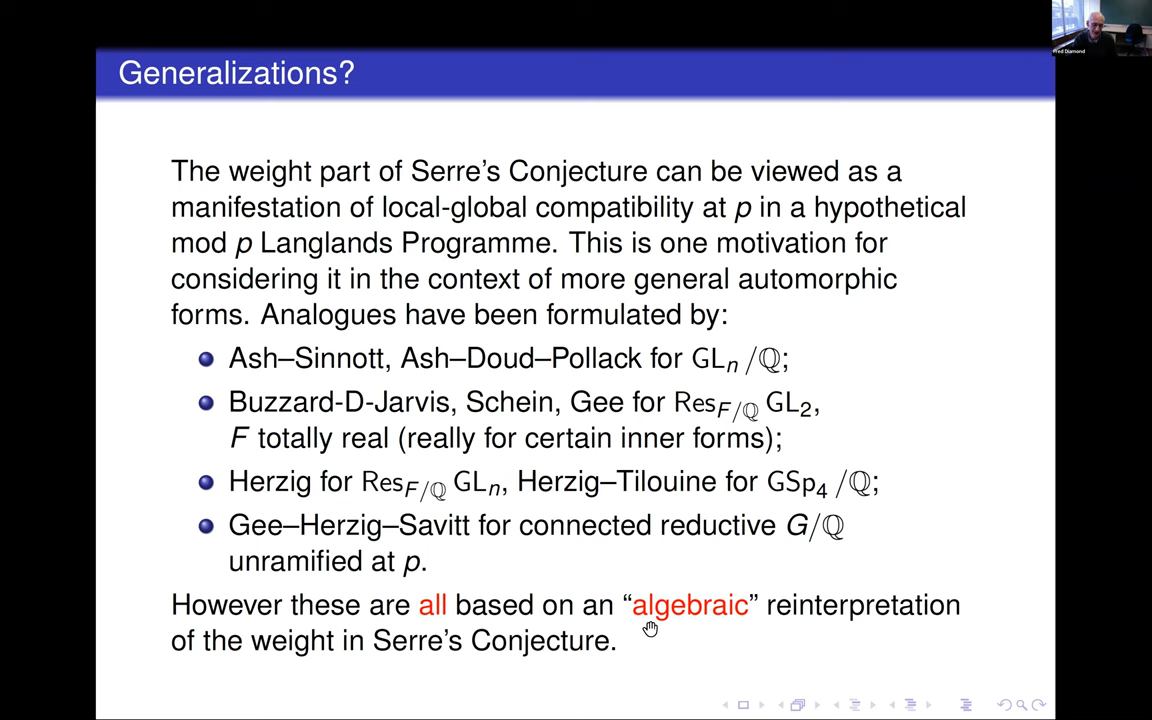 Generalizations?
Fred Diamond
The weight part of Serre's Conjecture can be viewed as a
manifestation of local-global compatibility at p in a hypothetical
mod p Langlands Programme. This is one motivation for
considering it in the context of more general automorphic
forms. Analogues have been formulated by:
Ash–Sinnott, Ash–Doud–Pollack for GLₙ /ℚ;
Buzzard-D-Jarvis, Schein, Gee for Res_{F/ℚ} GL₂,
F totally real (really for certain inner forms);
Herzig for Res_{F/ℚ} GLₙ, Herzig–Tilouine for GSp₄ /ℚ;
Gee–Herzig–Savitt for connected reductive G/ℚ
unramified at p.
However these are all based on an “algebraic” reinterpretation
of the weight in Serre's Conjecture.